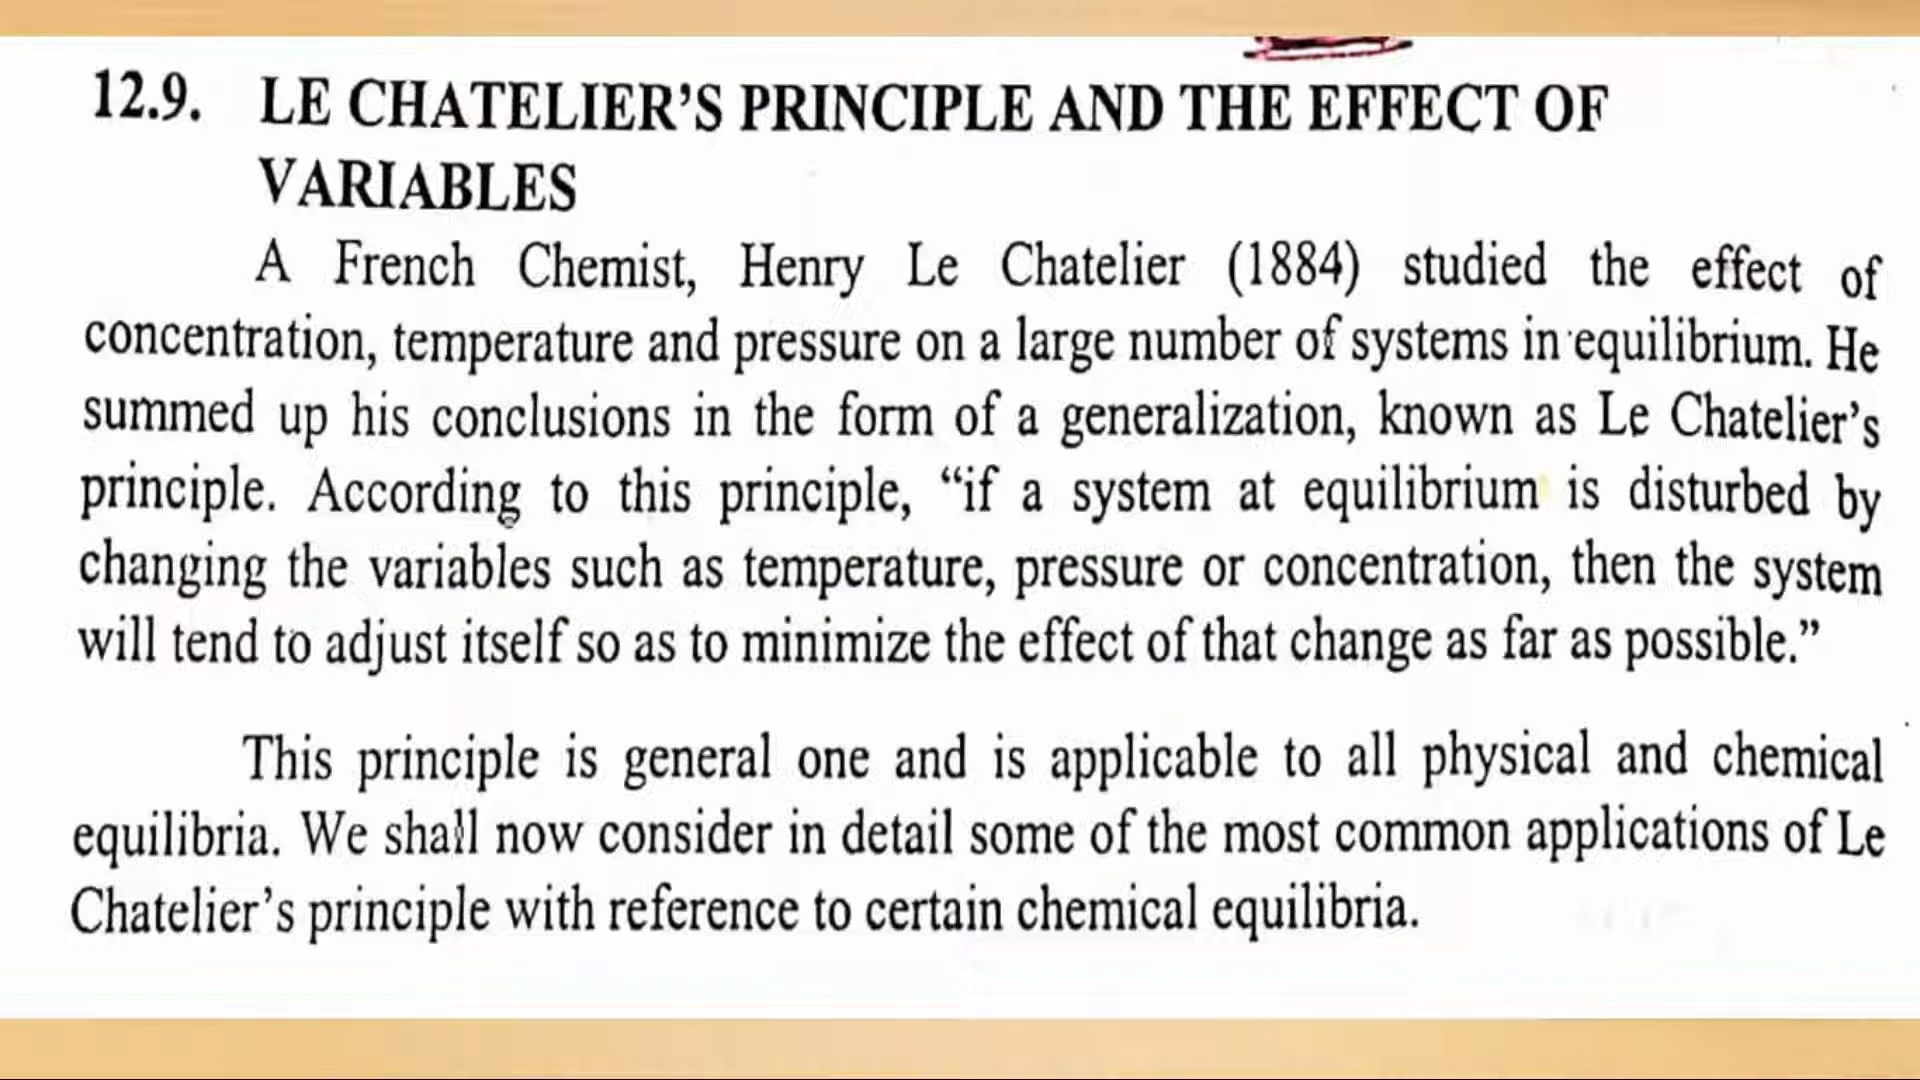 12.9. LE CHATELIER’S PRINCIPLE AND THE EFFECT OF
VARIABLES
A French Chemist, Henry Le Chatelier (1884) studied the effect of
concentration, temperature and pressure on a large number of systems in equilibrium. He
summed up his conclusions in the form of a generalization, known as Le Chatelier’s
principle. According to this principle, “if a system at equilibrium is disturbed by
changing the variables such as temperature, pressure or concentration, then the system
will tend to adjust itself so as to minimize the effect of that change as far as possible.”
This principle is general one and is applicable to all physical and chemical
equilibria. We shall now consider in detail some of the most common applications of Le
Chatelier’s principle with reference to certain chemical equilibria.